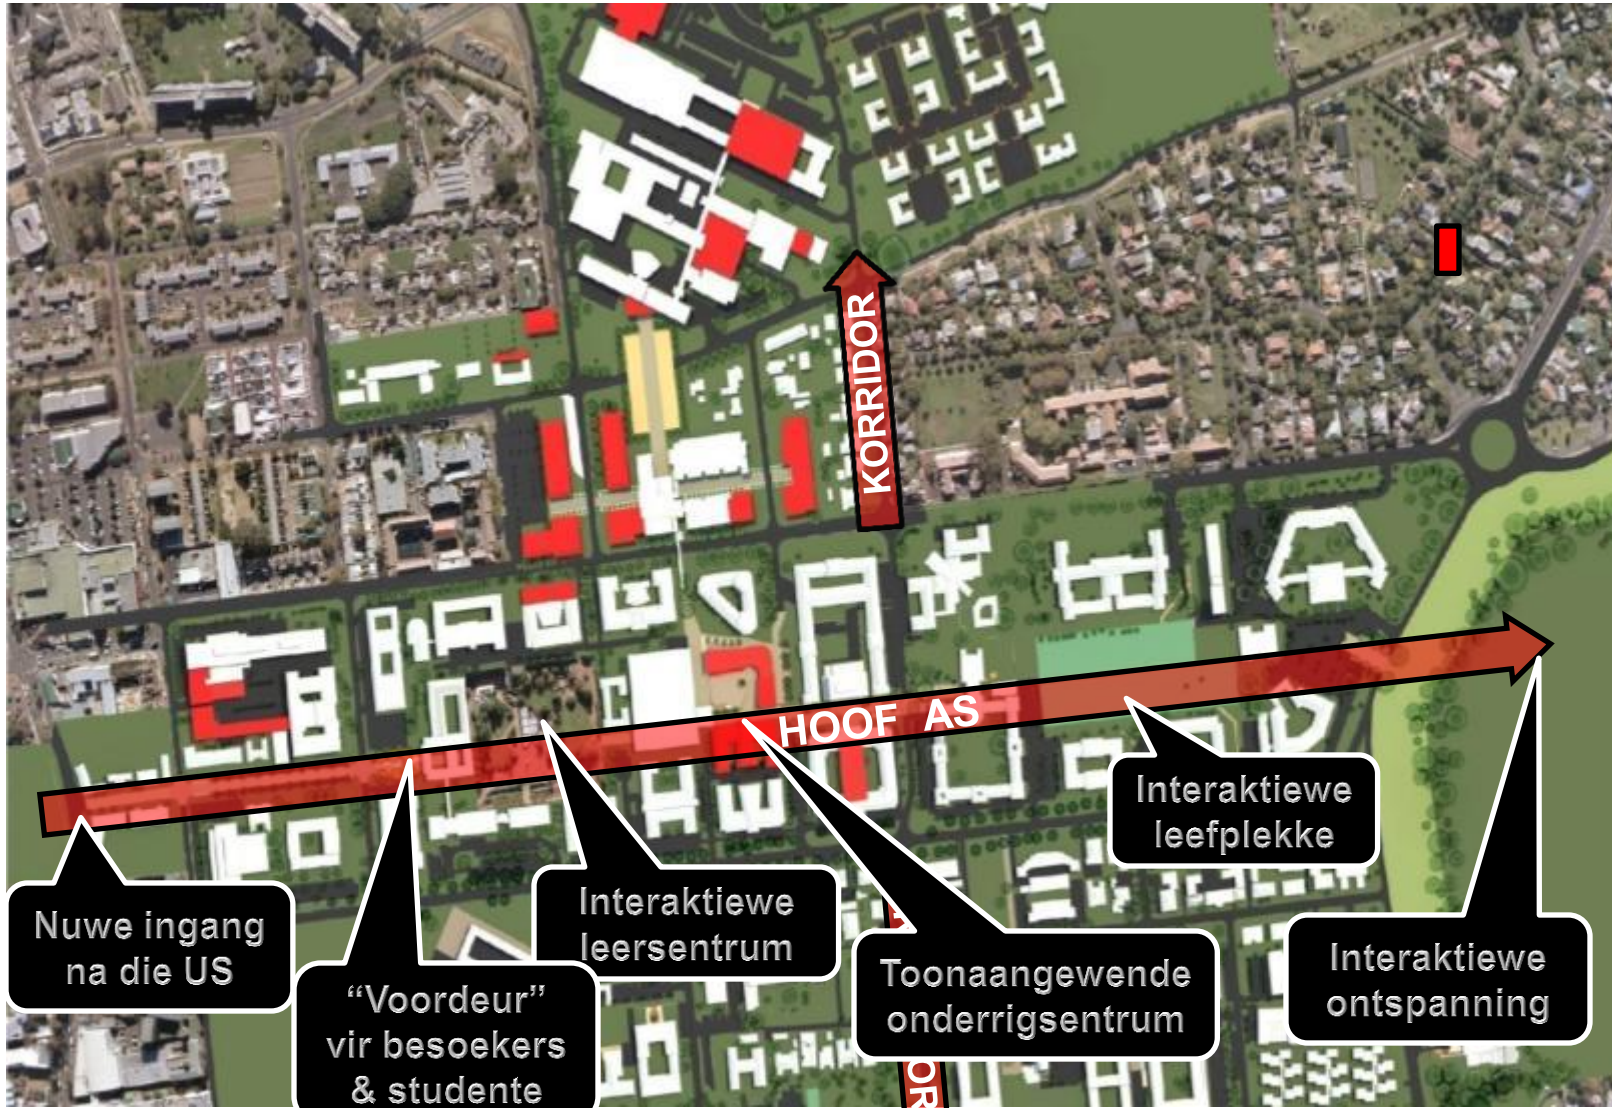 KORRIDOR
HOOF AS
Interaktiewe
leefplekke
Nuwe ingang
na die US
“Voordeur”
vir besoekers
& studente
Interaktiewe
leersentrum
Toonaangewende
onderrigsentrum
Interaktiewe
ontspanning